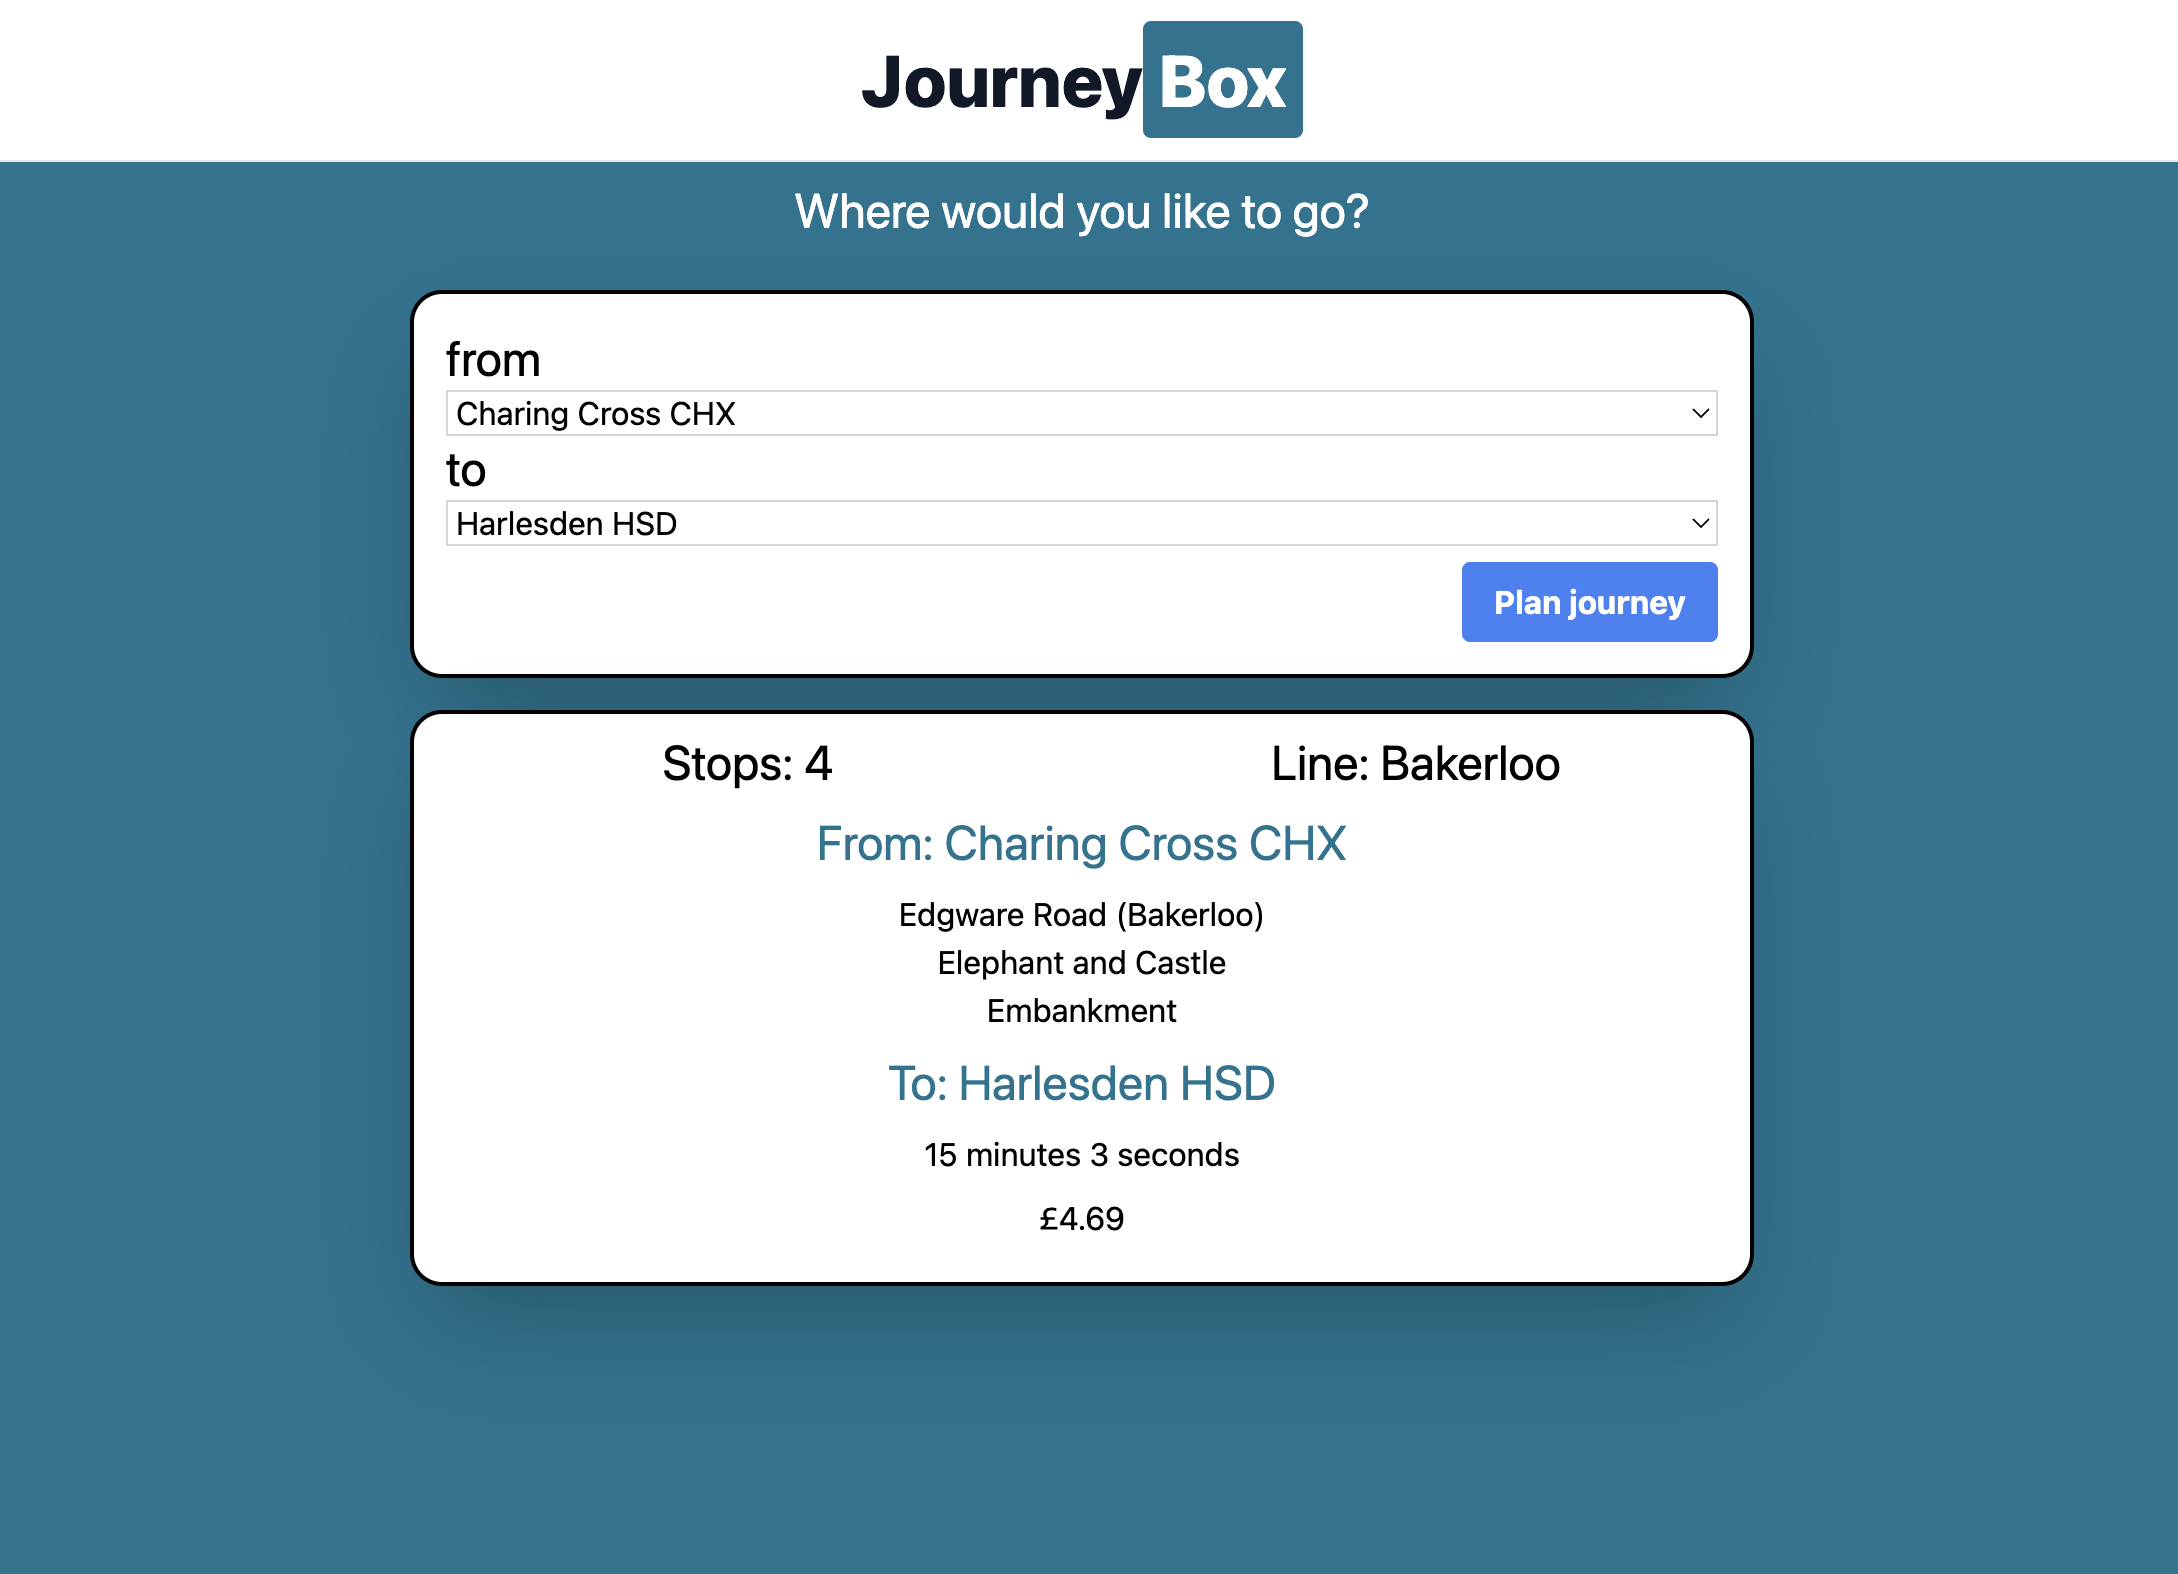 JourneyBox
Where would you like to go?
from
Charing Cross CHX
to
Harlesden HSD
Plan journey
Stops: 4 Line: Bakerloo
From: Charing Cross CHX
Edgware Road (Bakerloo)
Elephant and Castle
Embankment
To: Harlesden HSD
15 minutes 3 seconds
£4.69